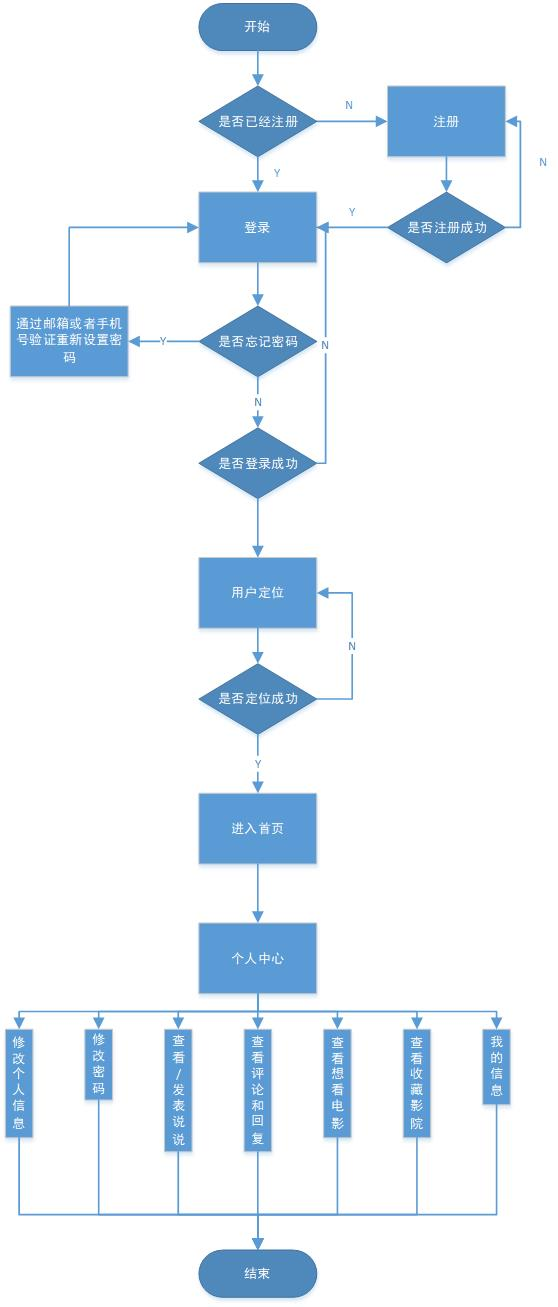 开始
是否已经注册
N
注册
Y
N
登录
Y
是否注册成功
通过邮箱或者手机
号验证重新设置密
码
Y
是否忘记密码
N
N
是否登录成功
用户定位
N
是否定位成功
Y
进入首页
个人中心
修改个人信息
修改密码
查看/发表说说
查看评论和回复
查看想看电影
查看收藏影院
我的信息
结束